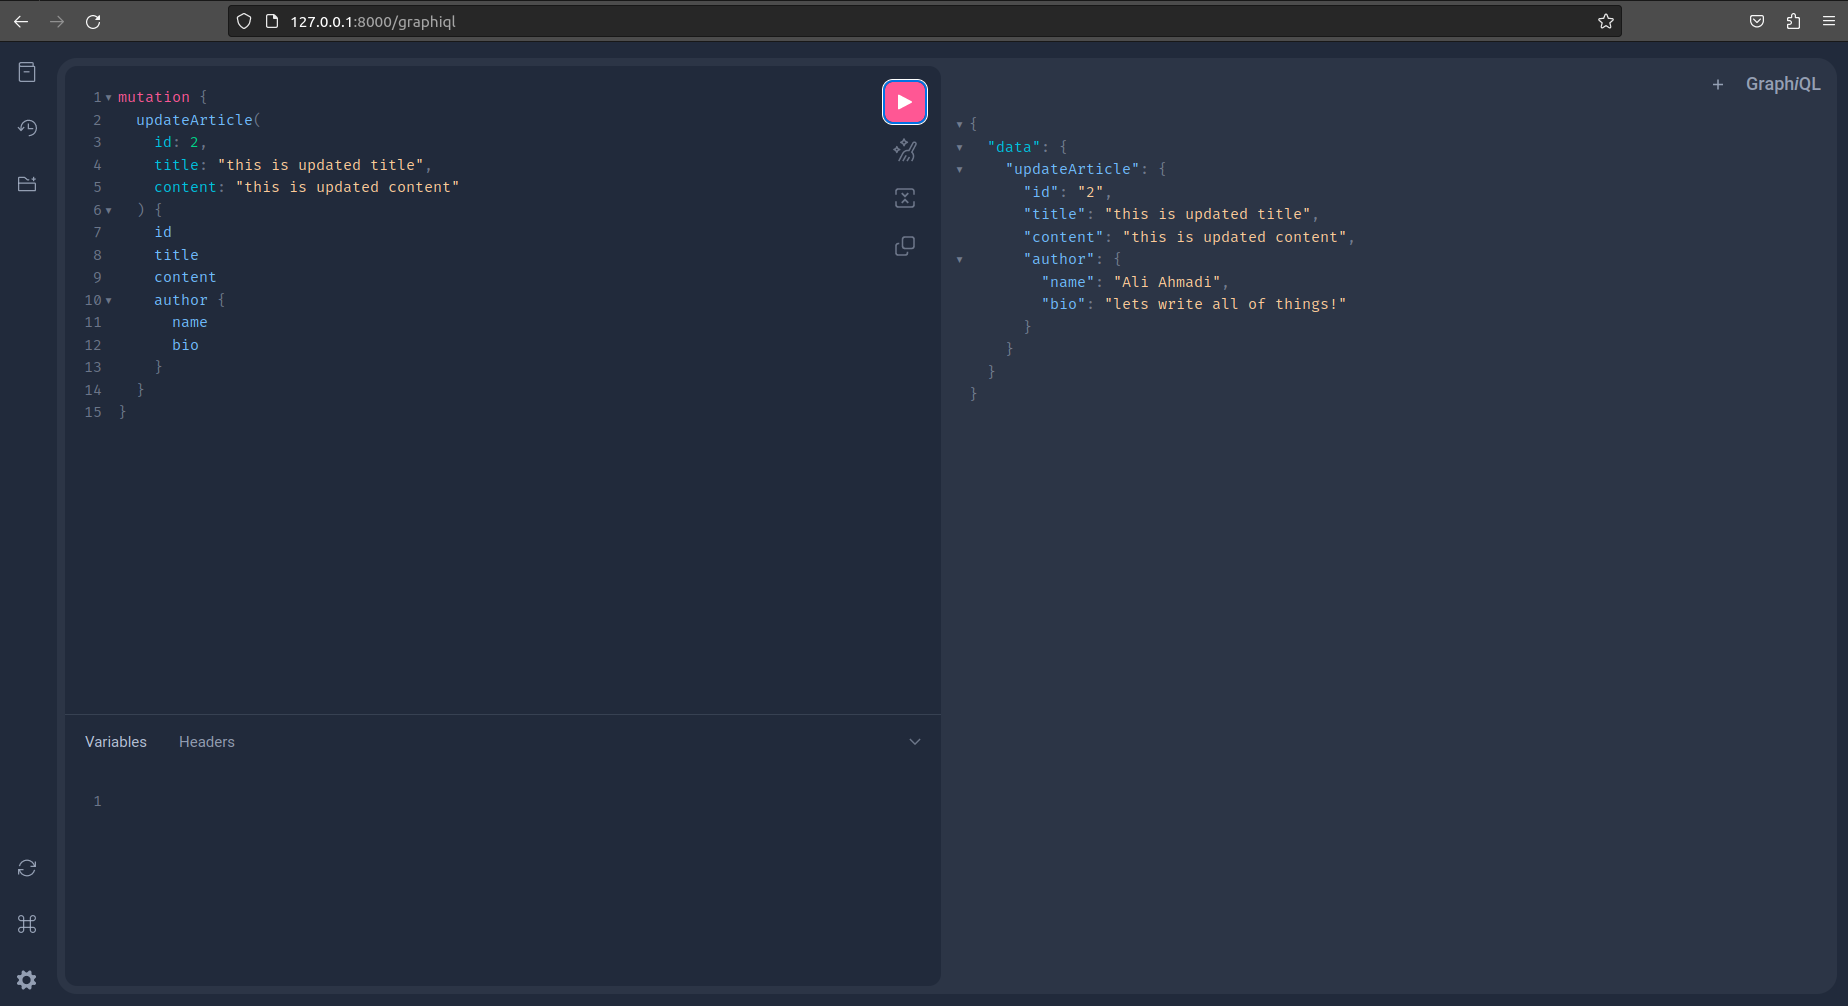 127.0.0.1:8000/graphiql
1 mutation {
2 updateArticle(
3 id: 2,
4 title: "this is updated title",
5 content: "this is updated content"
6 ) {
7 id
8 title
9 content
10 author {
11 name
12 bio
13 }
14 }
15 }
Variables Headers
1
+ GraphiQL
{
"data": {
"updateArticle": {
"id": "2",
"title": "this is updated title",
"content": "this is updated content",
"author": {
"name": "Ali Ahmadi",
"bio": "lets write all of things!"
}
}
}
}